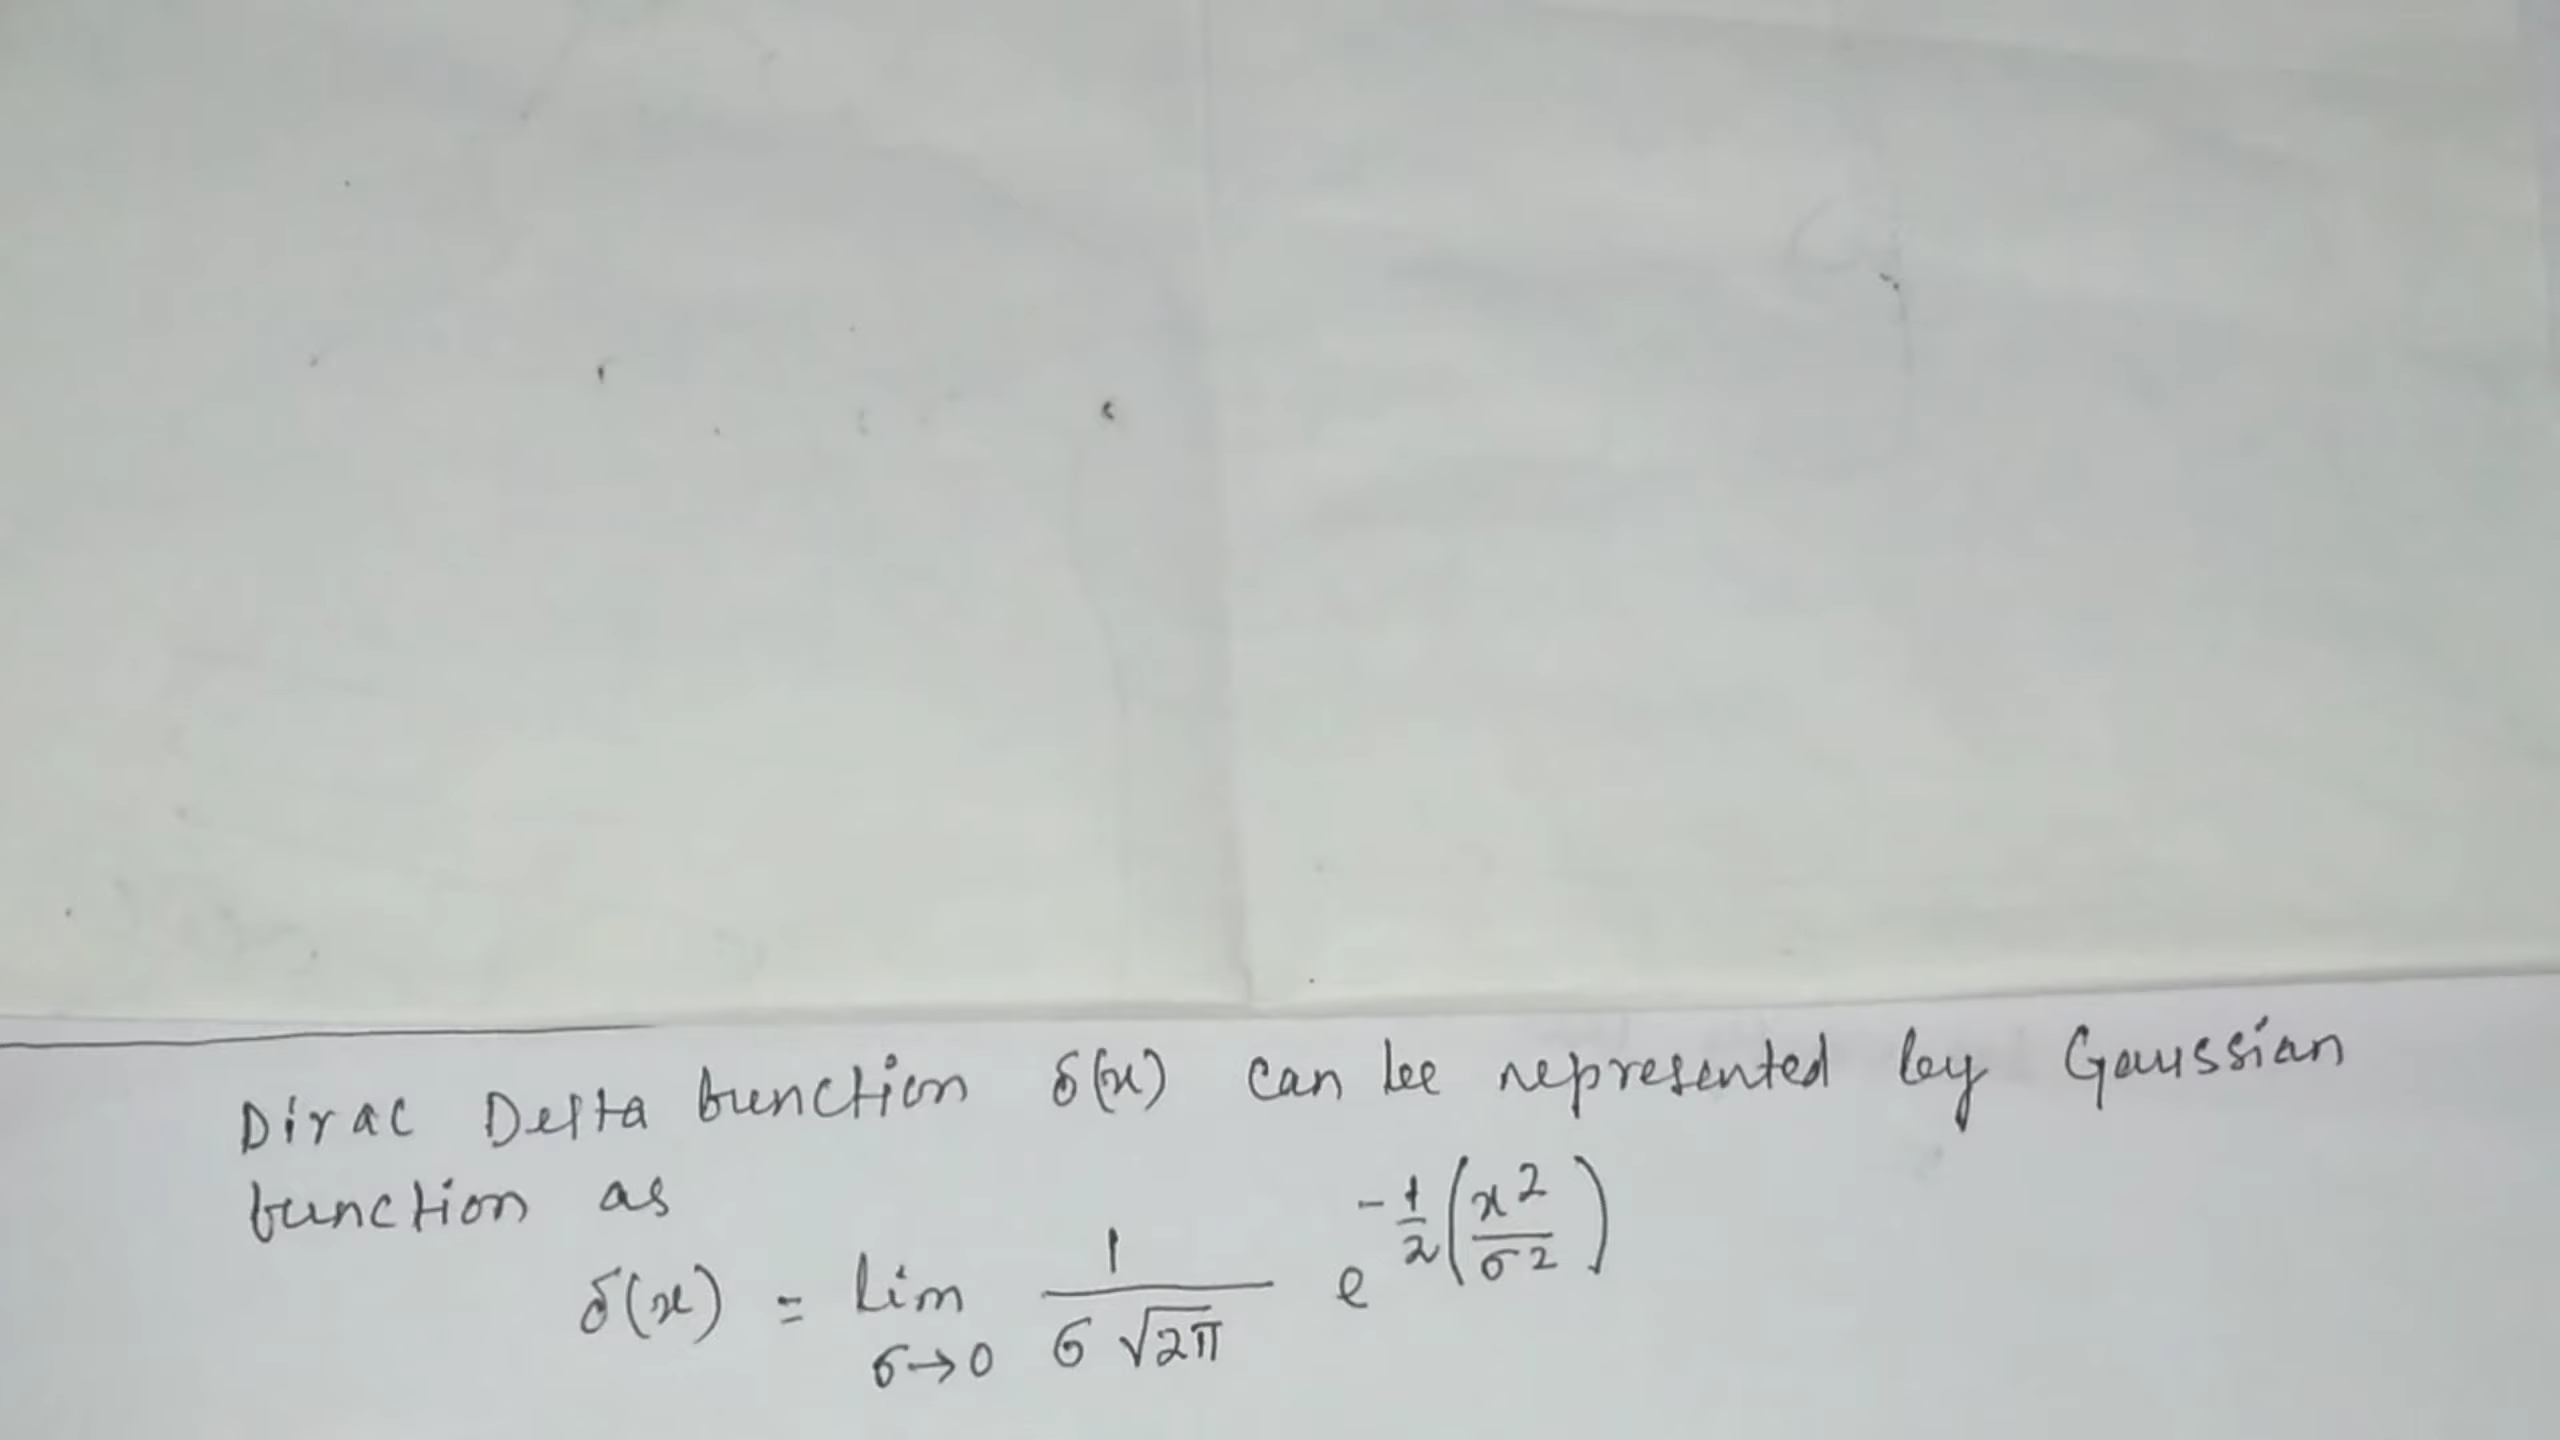 Dirac Delta function δ(x) can be represented by Gaussian
function as
δ(x) = lim σ→0 1/(σ√2π) e^(-1/2(x²/σ²))